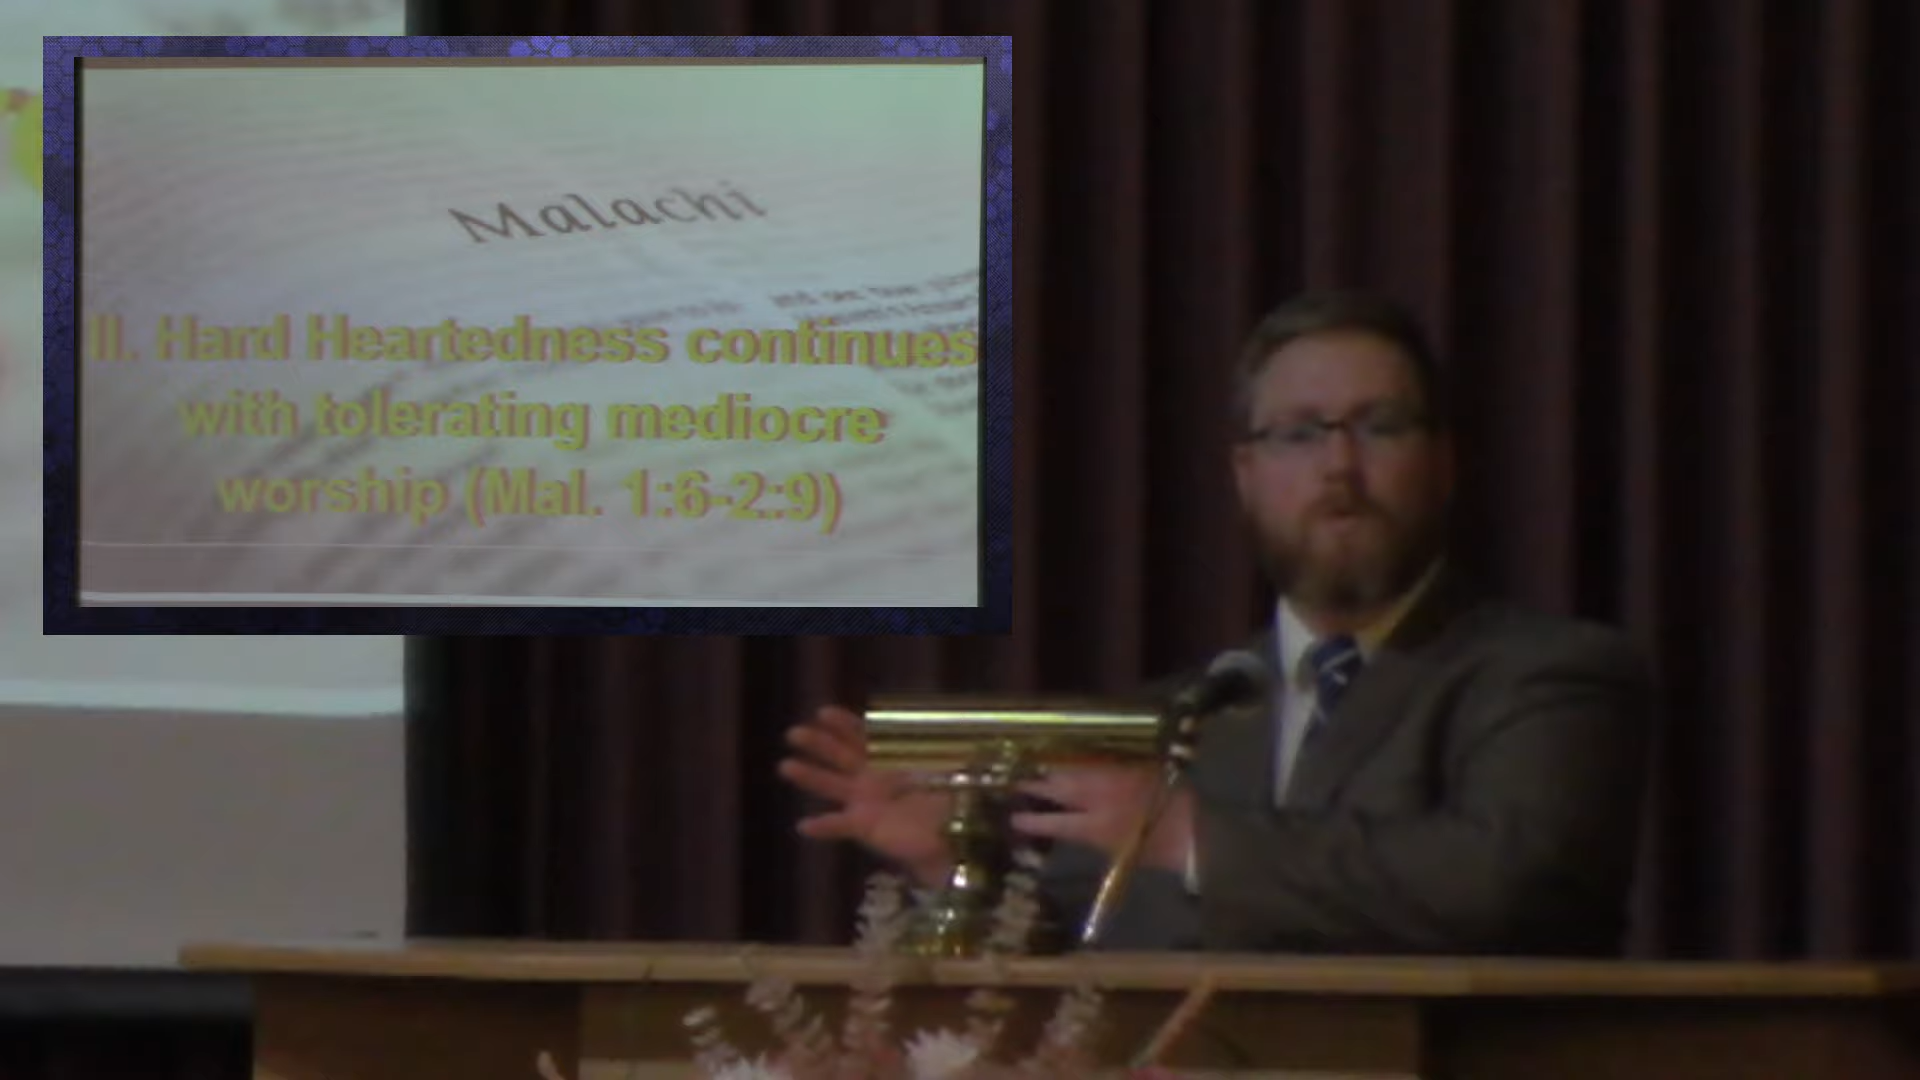 Malachi
II. Hard Heartedness continues
with tolerating mediocre
worship (Mal. 1:6-2:9)